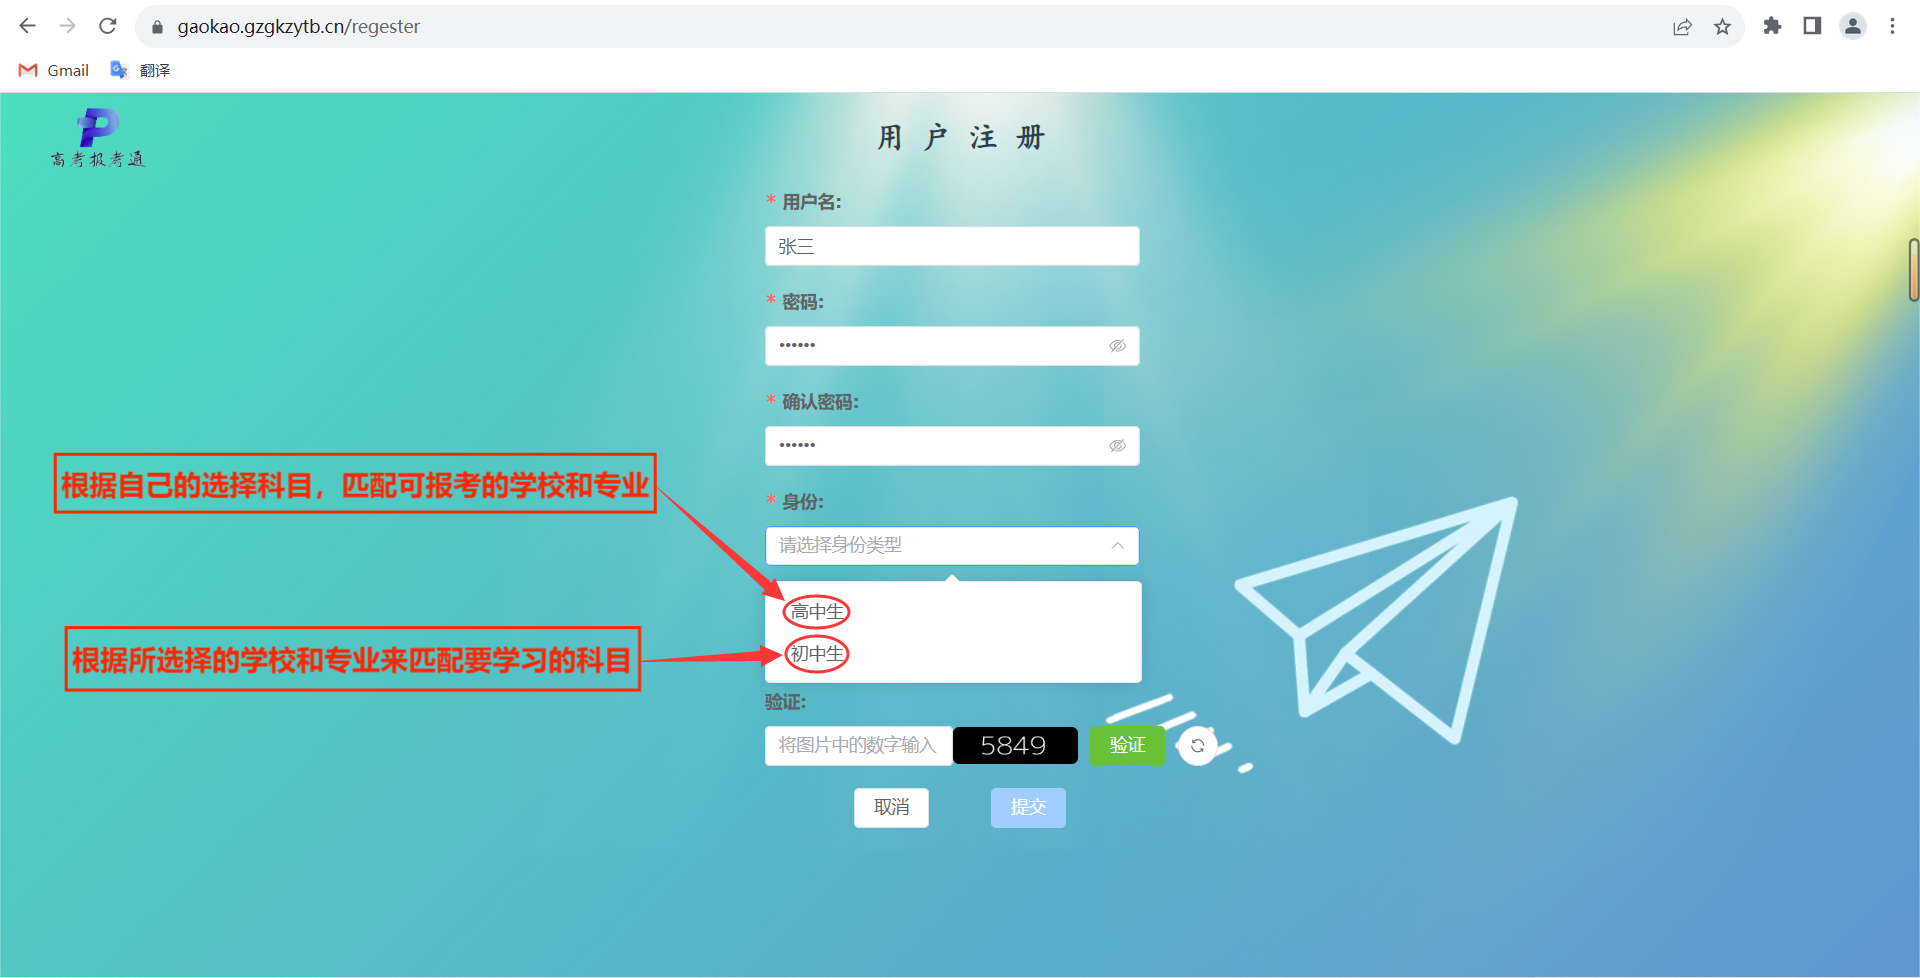 gaokao.gzgkzytb.cn/regester
Gmail
翻译
高考报考通
用户注册
* 用户名:
张三
* 密码:
••••••
* 确认密码:
••••••
根据自己的选择科目，匹配可报考的学校和专业
* 身份:
请选择身份类型
高中生
根据所选择的学校和专业来匹配要学习的科目
初中生
验证:
将图片中的数字输入
5849
验证
取消
提交